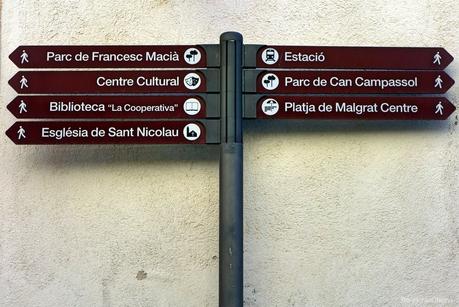 Parc de Francesc Macià
Centre Cultural
Biblioteca "La Cooperativa"
Església de Sant Nicolau
Estació
Parc de Can Campassol
Platja de Malgrat Centre